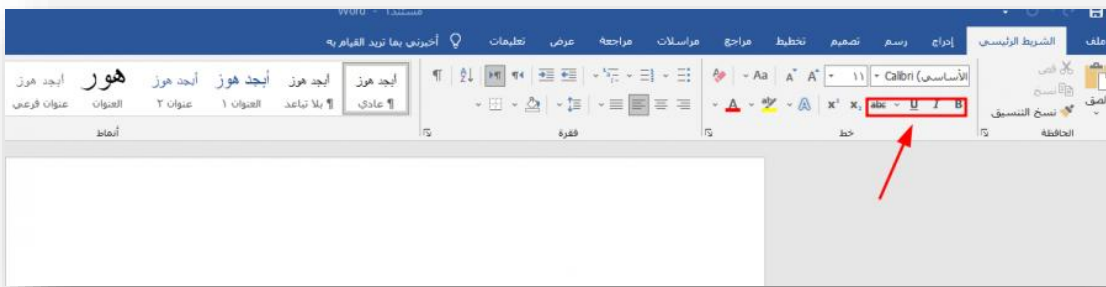 مستند١ - Word
ملف الشريط الرئيسي إدراج رسم تصميم تخطيط مراجع مراسلات مراجعة عرض تعليمات أخبرني بما تريد القيام به
قص
نسخ
لصق
نسخ التنسيق
الحافظة
Calibri (الأساسي) ١١ A A Aa
B I U abc x₂ x² A aby A
خط
فقرة
أبجد هوز أبجد هوز أبجد هوز أبجد هوز هور أبجد هوز
¶ عادي ¶ بلا تباعد العنوان ١ عنوان ٢ العنوان عنوان فرعي
أنماط